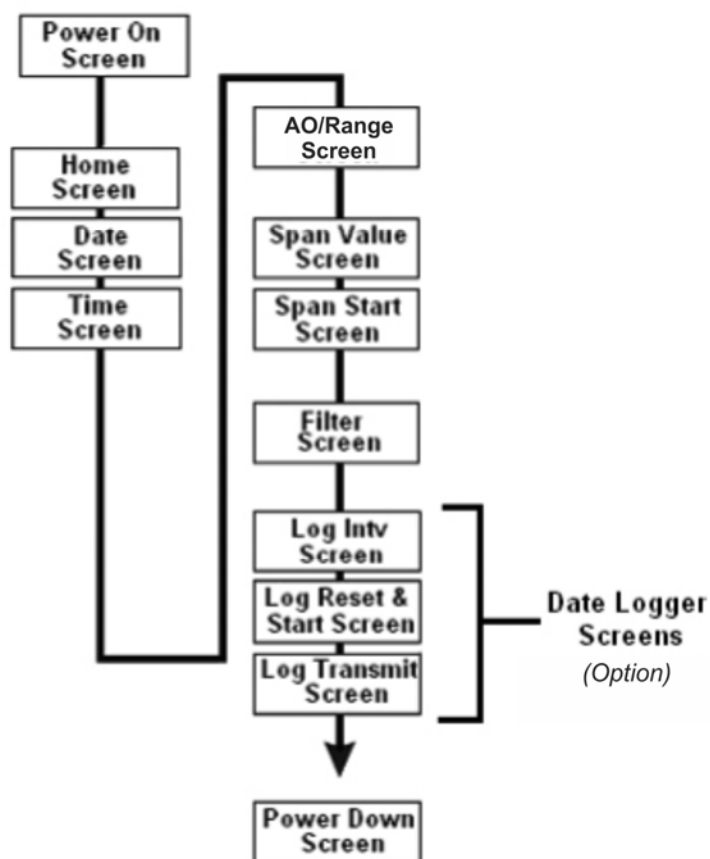 Power On
Screen
Home
Screen
Date
Screen
Time
Screen
AO/Range
Screen
Span Value
Screen
Span Start
Screen
Filter
Screen
Log Intv
Screen
Log Reset &
Start Screen
Log Transmit
Screen
Date Logger
Screens
(Option)
Power Down
Screen